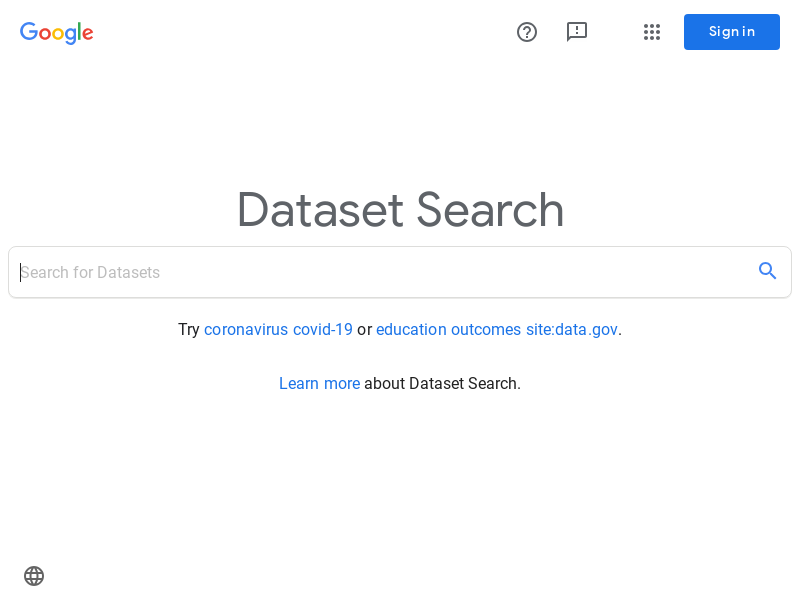 Google
Sign in
Dataset Search
Search for Datasets
Try coronavirus covid-19 or education outcomes site:data.gov.
Learn more about Dataset Search.